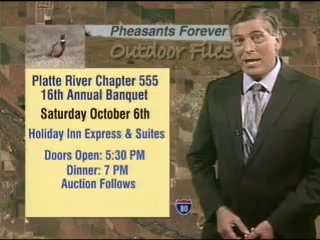 Pheasants Forever
Outdoor Files
Platte River Chapter 555
16th Annual Banquet
Saturday October 6th
Holiday Inn Express & Suites
Doors Open: 5:30 PM
Dinner: 7 PM
Auction Follows
80